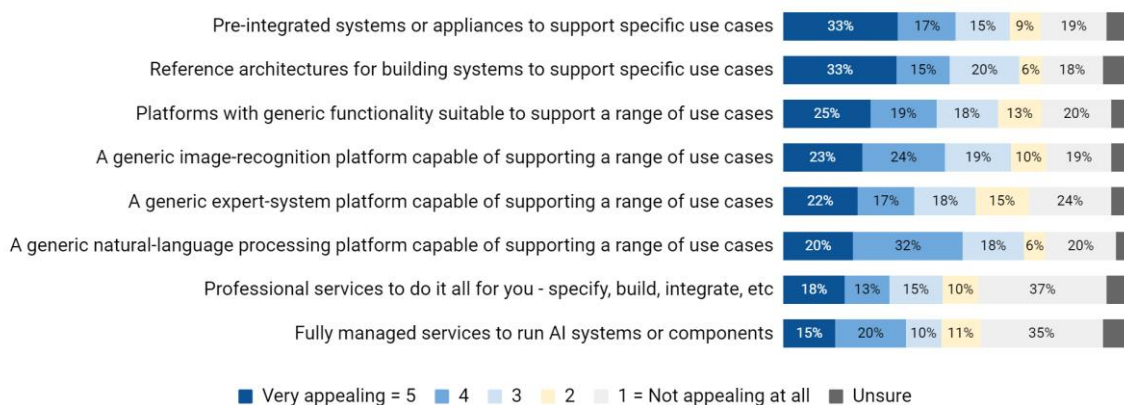 Pre-integrated systems or appliances to support specific use cases 33% 17% 15% 9% 19%
Reference architectures for building systems to support specific use cases 33% 15% 20% 6% 18%
Platforms with generic functionality suitable to support a range of use cases 25% 19% 18% 13% 20%
A generic image-recognition platform capable of supporting a range of use cases 23% 24% 19% 10% 19%
A generic expert-system platform capable of supporting a range of use cases 22% 17% 18% 15% 24%
A generic natural-language processing platform capable of supporting a range of use cases 20% 32% 18% 6% 20%
Professional services to do it all for you - specify, build, integrate, etc 18% 13% 15% 10% 37%
Fully managed services to run AI systems or components 15% 20% 10% 11% 35%
Very appealing = 5 4 3 2 1 = Not appealing at all Unsure